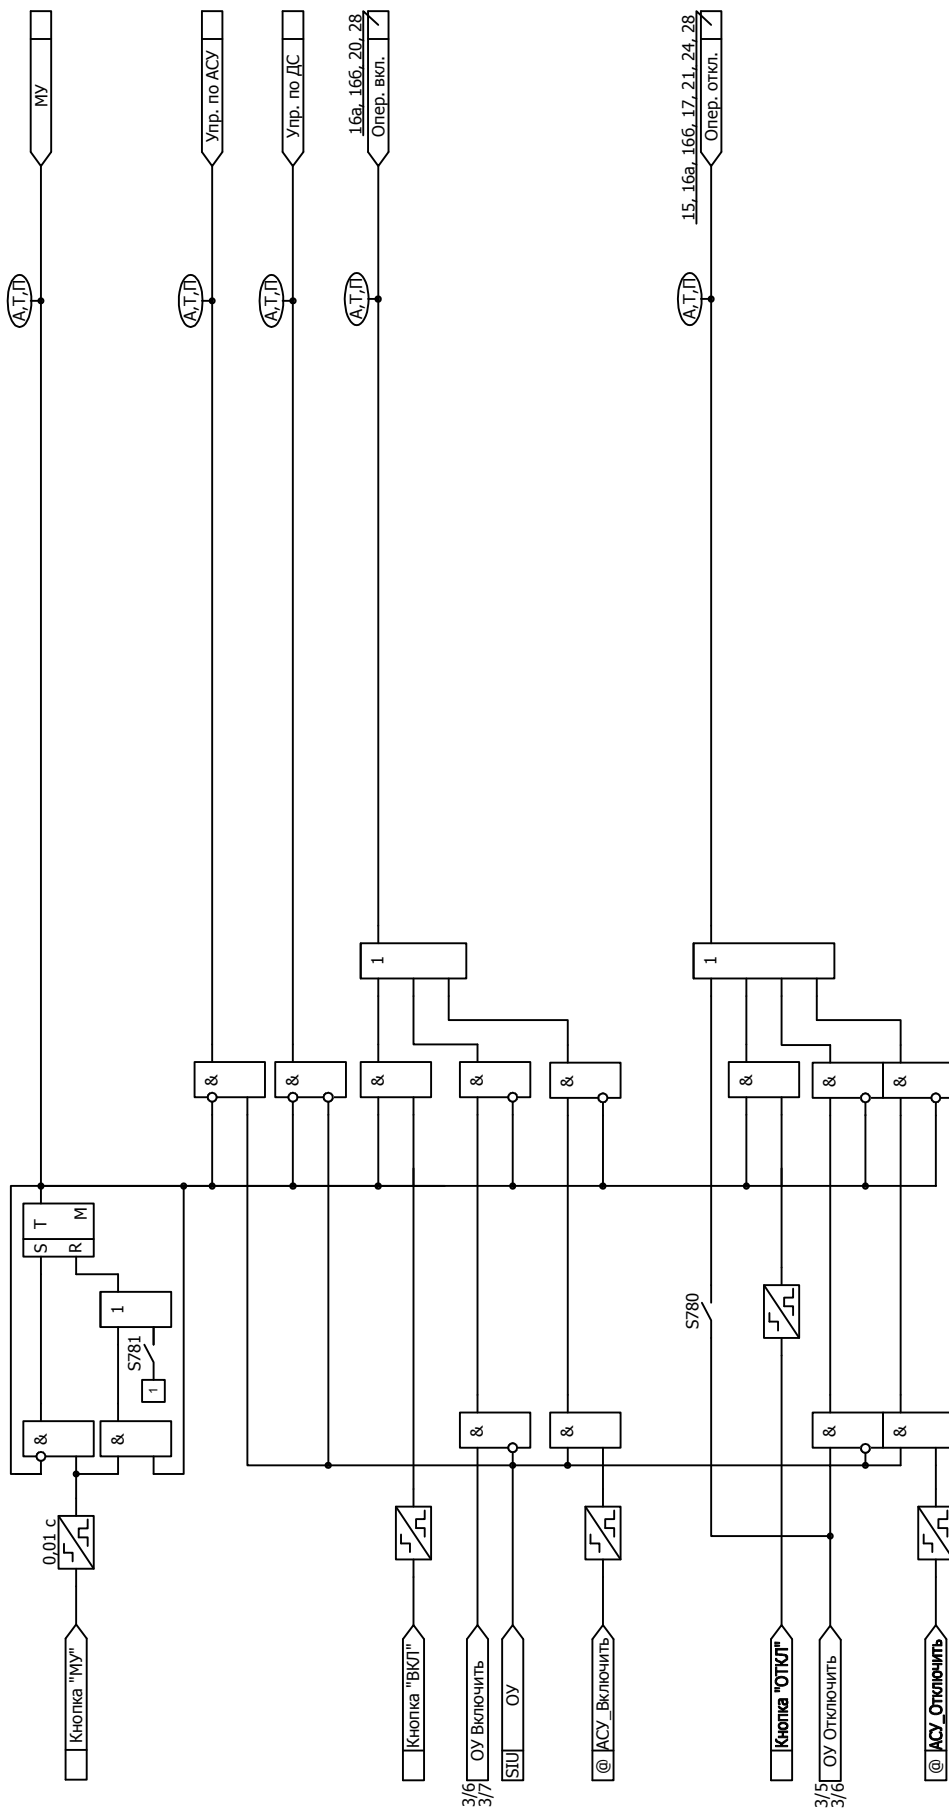 МУ
Упр. по АСУ
Упр. по ДС
16а, 16б, 20, 28
Опер. вкл.
15, 16а, 16б, 17, 21, 24, 28
Опер. откл.
А,Т,П
А,Т,П
А,Т,П
А,Т,П
А,Т,П
1
1
&
&
&
&
&
&
&
&
T
M
S
R
1
S781
1
S780
&
&
&
&
&
&
0,01 с
Кнопка "МУ"
Кнопка "ВКЛ"
3/6
3/7
ОУ Включить
SIU
ОУ
@
АСУ_Включить
Кнопка "ОТКЛ"
3/5
3/6
ОУ Отключить
@
АСУ_Отключить